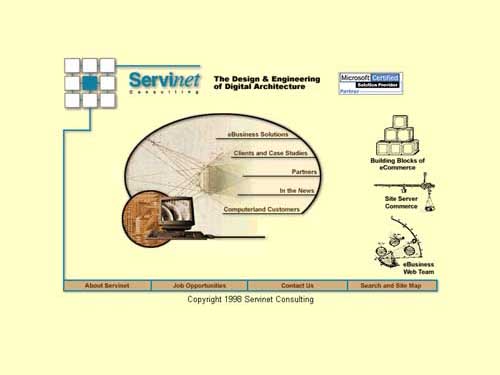 Servinet
Consulting
The Design & Engineering
of Digital Architecture
Microsoft Certified
Solution Provider
Partner
eBusiness Solutions
Clients and Case Studies
Partners
In the News
Computerland Customers
Building Blocks of
eCommerce
Site Server
Commerce
eBusiness
Web Team
About Servinet
Job Opportunities
Contact Us
Search and Site Map
Copyright 1998 Servinet Consulting